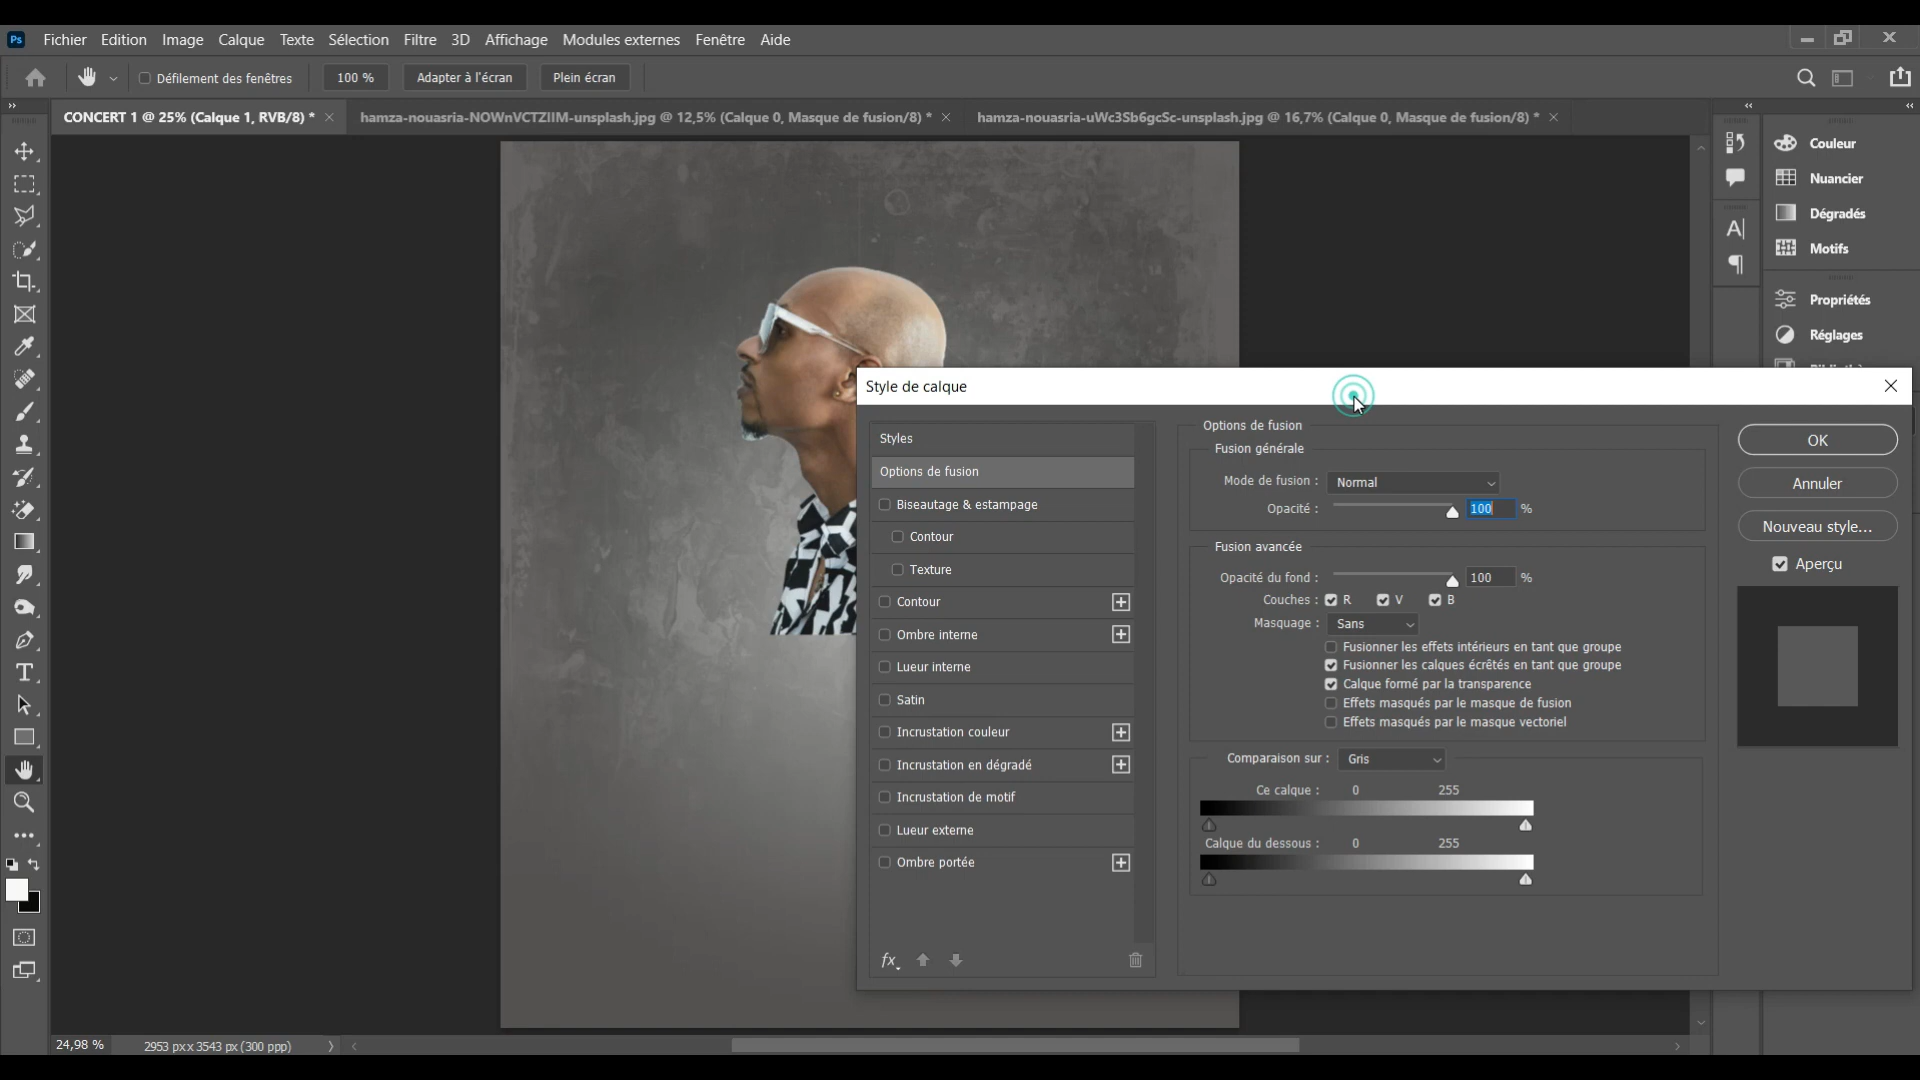 Ps Fichier Edition Image Calque Texte Sélection Filtre 3D Affichage Modules externes Fenêtre Aide
Défilement des fenêtres 100 % Adapter à l'écran Plein écran
CONCERT 1 @ 25% (Calque 1, RVB/8) * hamza-nouasria-NOWnVCTZIIM-unsplash.jpg @ 12,5% (Calque 0, Masque de fusion/8) * hamza-nouasria-uWc3Sb6gcSc-unsplash.jpg @ 16,7% (Calque 0, Masque de fusion/8) *
Couleur
Nuancier
Dégradés
Motifs
Propriétés
Réglages
Style de calque
Styles
Options de fusion
Biseautage & estampage
Contour
Texture
Contour
Ombre interne
Lueur interne
Satin
Incrustation couleur
Incrustation en dégradé
Incrustation de motif
Lueur externe
Ombre portée
fx
Options de fusion
Fusion générale
Mode de fusion : Normal
Opacité : 100 %
Fusion avancée
Opacité du fond : 100 %
Couches : R V B
Masquage : Sans
Fusionner les effets intérieurs en tant que groupe
Fusionner les calques écrêtés en tant que groupe
Calque formé par la transparence
Effets masqués par le masque de fusion
Effets masqués par le masque vectoriel
Comparaison sur : Gris
Ce calque : 0 255
Calque du dessous : 0 255
OK
Annuler
Nouveau style...
Aperçu
24,98 % 2953 px x 3543 px (300 ppp)